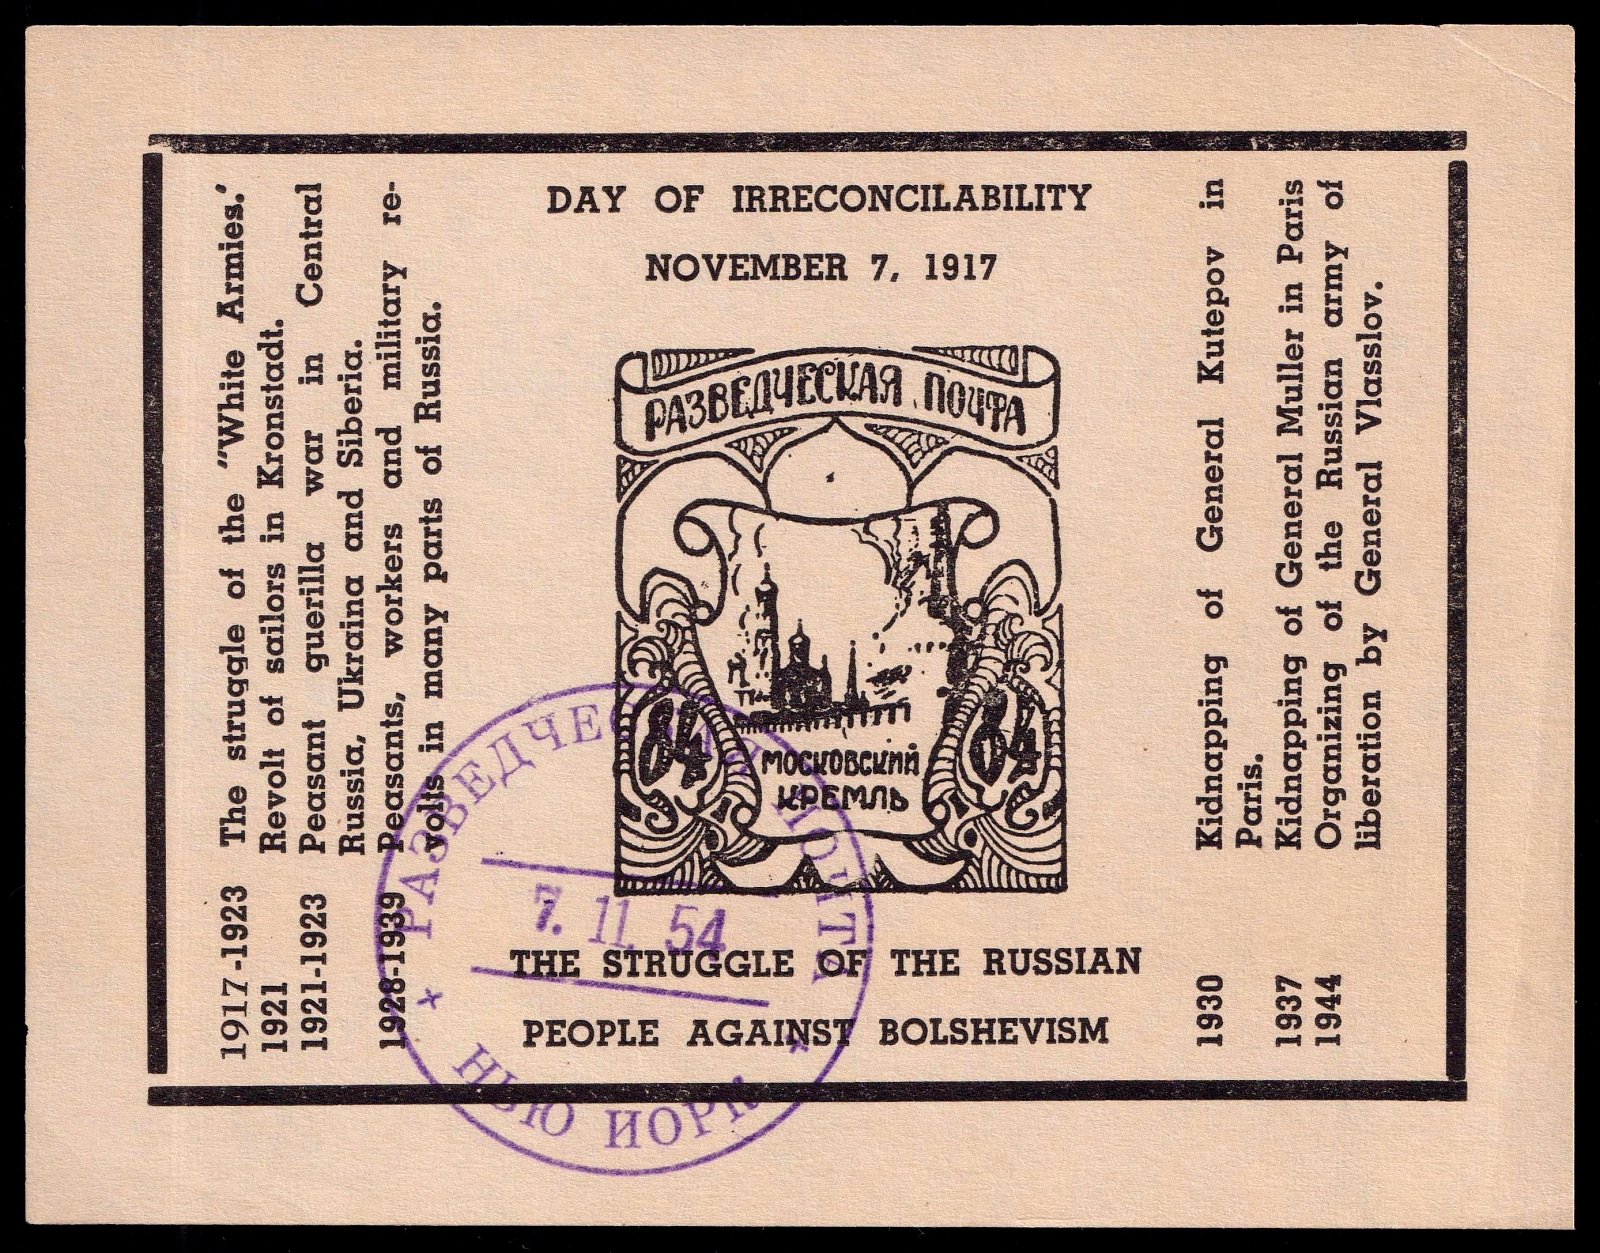 DAY OF IRRECONCILABILITY
NOVEMBER 7, 1917
1917-1923 The struggle of the "White Armies.'
1921 Revolt of sailors in Kronstadt.
1921-1923 Peasant guerilla war in Central
Russia, Ukraina and Siberia.
1928-1939 Peasants, workers and military re-
volts in many parts of Russia.
РАЗВЕДЧЕСКАЯ ПОЧТА
84 84
МОСКОВСКИЙ
КРЕМЛЬ
THE STRUGGLE OF THE RUSSIAN
PEOPLE AGAINST BOLSHEVISM
1930 Kidnapping of General Kutepov in
Paris.
1937 Kidnapping of General Muller in Paris
1944 Organizing of the Russian army of
liberation by General Vlasslov.
РАЗВЕДЧЕСКАЯ ПОЧТА
7. 11. 54
НЬЮ ИОРК